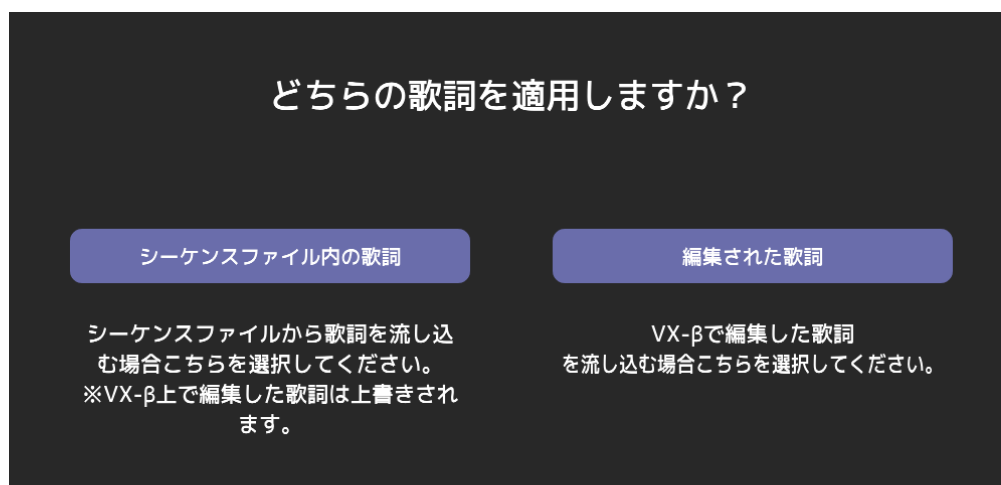 どちらの歌詞を適用しますか？
シーケンスファイル内の歌詞
シーケンスファイルから歌詞を流し込
む場合こちらを選択してください。
※VX-β上で編集した歌詞は上書きされ
ます。
編集された歌詞
VX-βで編集した歌詞
を流し込む場合こちらを選択してください。